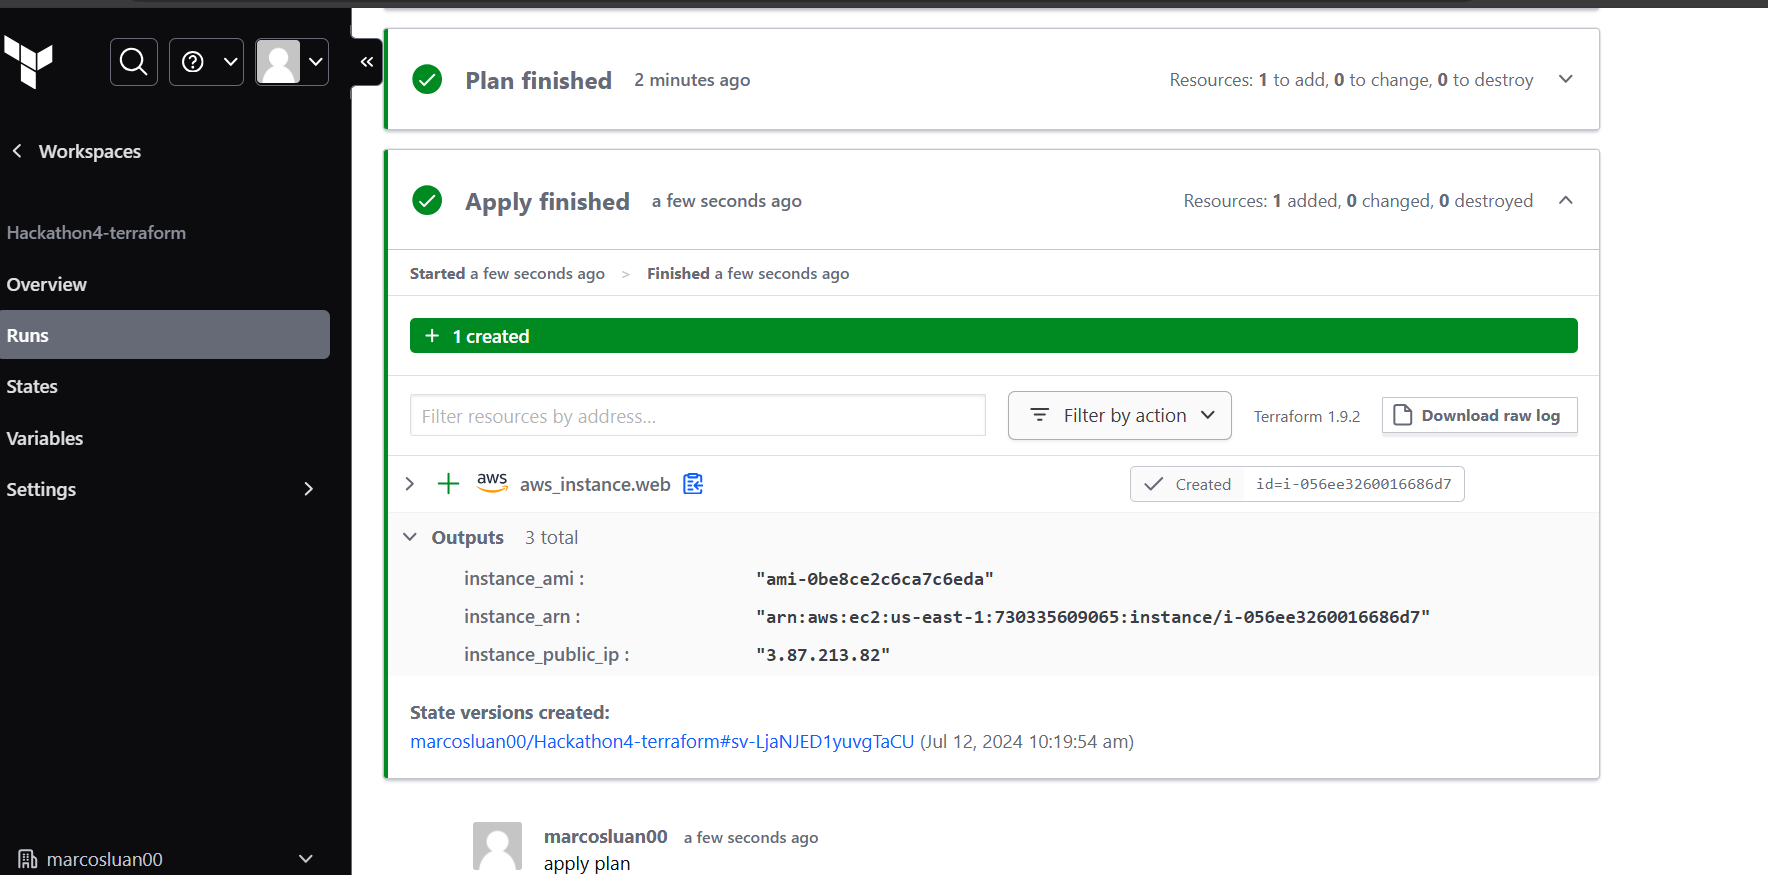 Workspaces
Hackathon4-terraform
Overview
Runs
States
Variables
Settings
marcosluan00
Plan finished 2 minutes ago Resources: 1 to add, 0 to change, 0 to destroy
Apply finished a few seconds ago Resources: 1 added, 0 changed, 0 destroyed
Started a few seconds ago > Finished a few seconds ago
+ 1 created
Filter resources by address... Filter by action Terraform 1.9.2 Download raw log
aws aws_instance.web Created id=i-056ee3260016686d7
Outputs 3 total
instance_ami : "ami-0be8ce2c6ca7c6eda"
instance_arn : "arn:aws:ec2:us-east-1:730335609065:instance/i-056ee3260016686d7"
instance_public_ip : "3.87.213.82"
State versions created:
marcosluan00/Hackathon4-terraform#sv-LjaNJED1yuvgTaCU (Jul 12, 2024 10:19:54 am)
marcosluan00 a few seconds ago
apply plan